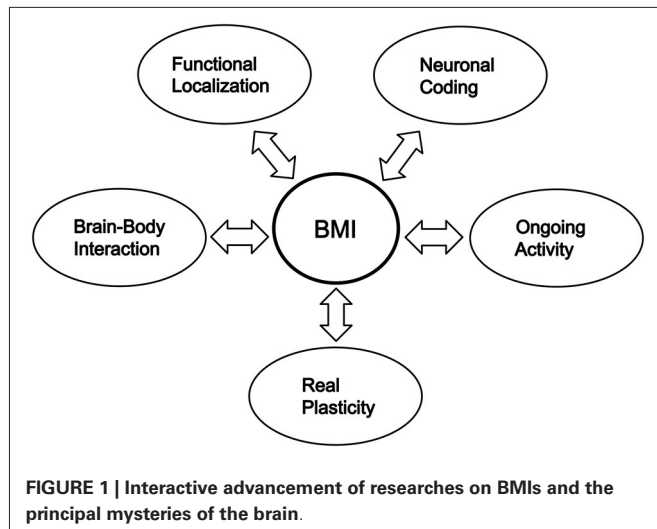 Functional
Localization
Neuronal
Coding
Brain-Body
Interaction
BMI
Ongoing
Activity
Real
Plasticity
FIGURE 1 | Interactive advancement of researches on BMIs and the
principal mysteries of the brain.